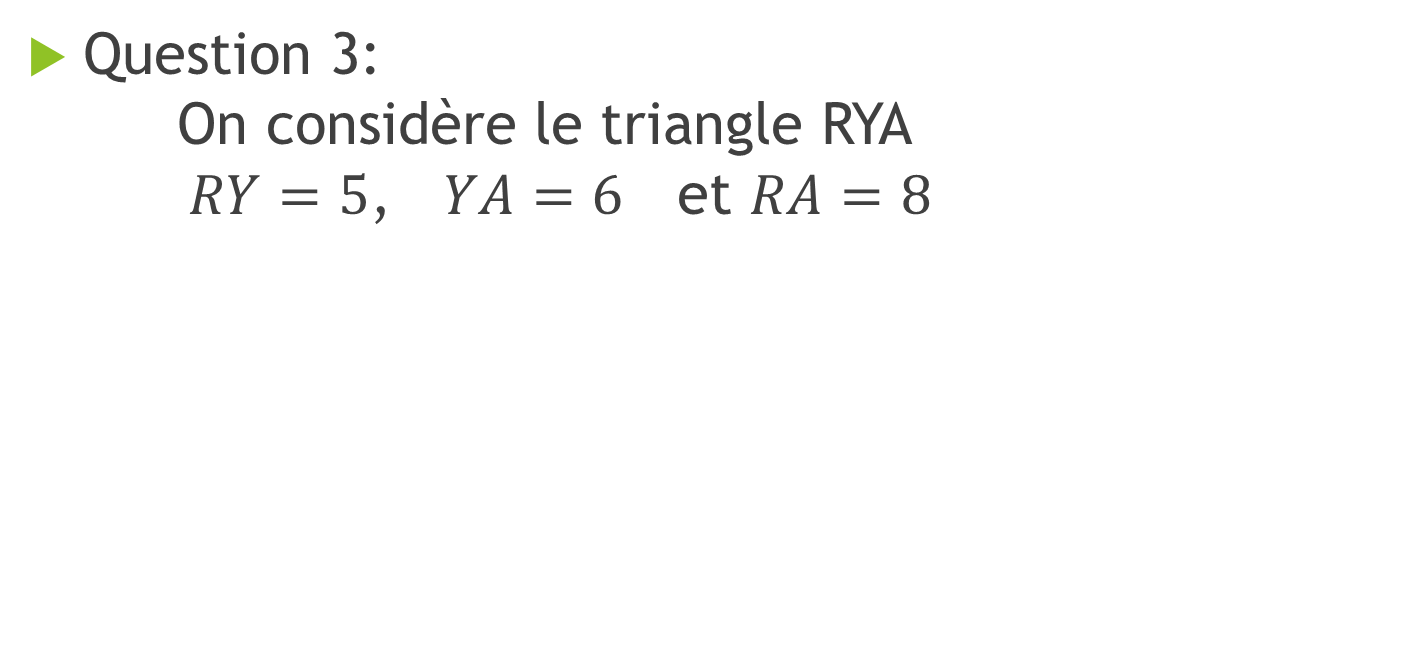 Question 3:
On considère le triangle RYA
RY = 5, YA = 6 et RA = 8